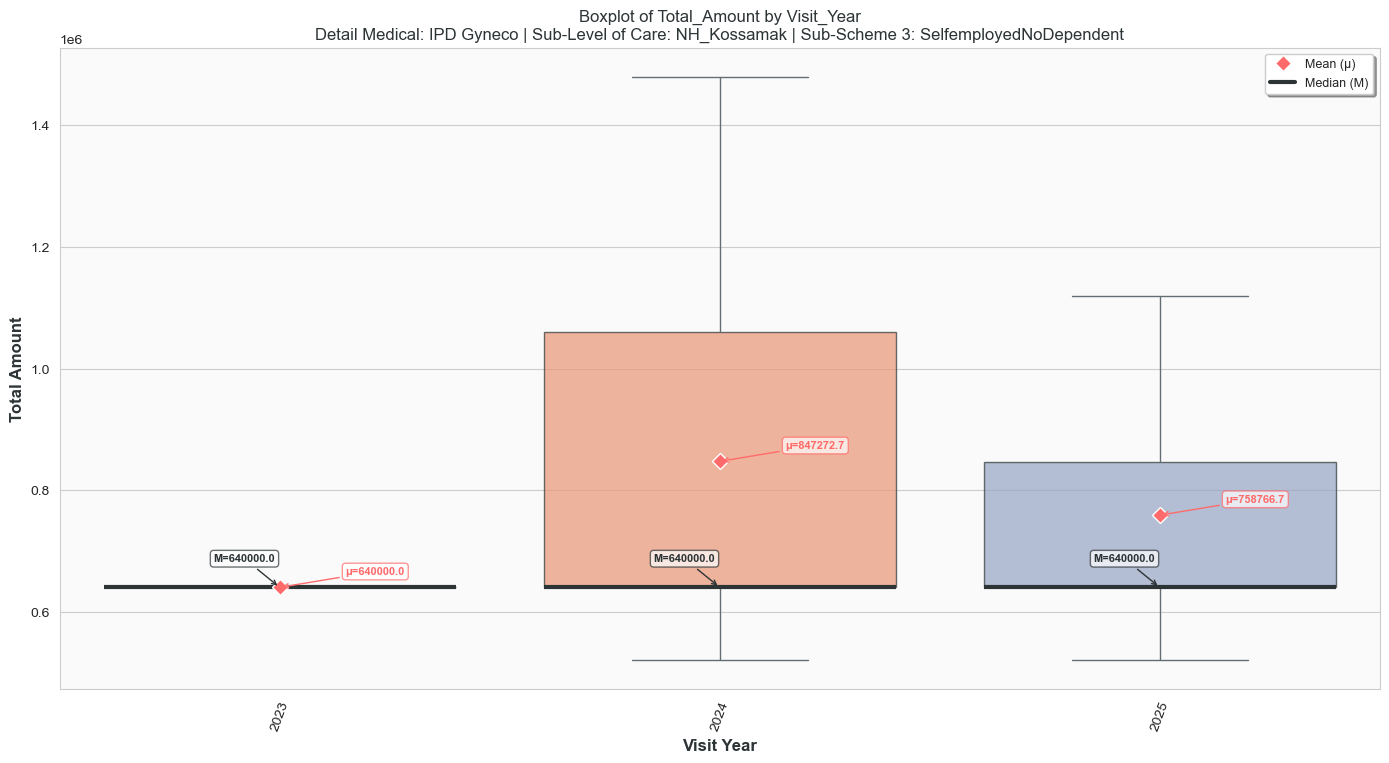 Boxplot of Total_Amount by Visit_Year
Detail Medical: IPD Gyneco | Sub-Level of Care: NH_Kossamak | Sub-Scheme 3: SelfemployedNoDependent
1e6
Mean (μ)
Median (M)
1.4
1.2
1.0
0.8
0.6
Total Amount
M=640000.0
μ=640000.0
μ=847272.7
M=640000.0
μ=758766.7
M=640000.0
2023
2024
2025
Visit Year